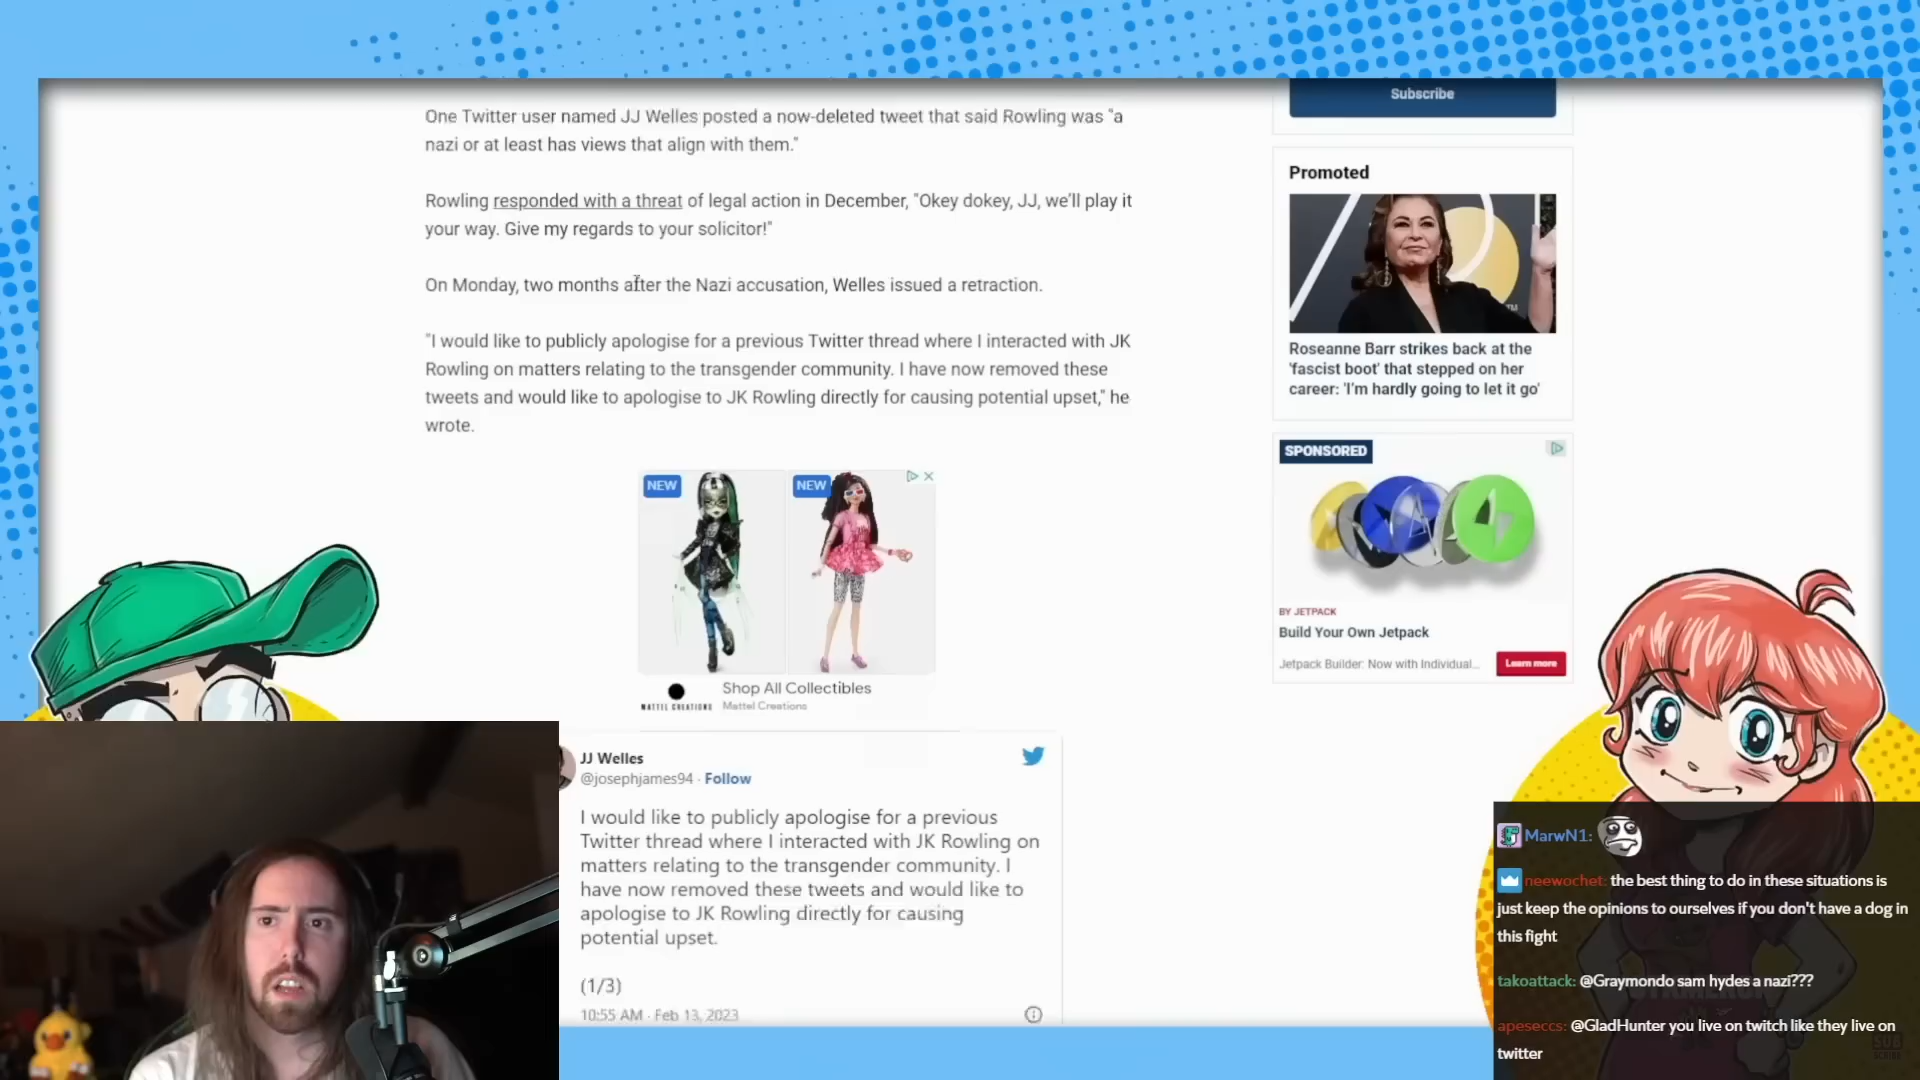 One Twitter user named JJ Welles posted a now-deleted tweet that said Rowling was "a
nazi or at least has views that align with them."
Rowling responded with a threat of legal action in December, "Okey dokey, JJ, we'll play it
your way. Give my regards to your solicitor!"
On Monday, two months after the Nazi accusation, Welles issued a retraction.
"I would like to publicly apologise for a previous Twitter thread where I interacted with JK
Rowling on matters relating to the transgender community. I have now removed these
tweets and would like to apologise to JK Rowling directly for causing potential upset," he
wrote.
NEW
NEW
MATTEL CREATIONS
Shop All Collectibles
Mattel Creations
JJ Welles
@josephjames94 · Follow
I would like to publicly apologise for a previous
Twitter thread where I interacted with JK Rowling on
matters relating to the transgender community. I
have now removed these tweets and would like to
apologise to JK Rowling directly for causing
potential upset.
(1/3)
10:55 AM · Feb 13, 2023
Subscribe
Promoted
Roseanne Barr strikes back at the
'fascist boot' that stepped on her
career: 'I'm hardly going to let it go'
SPONSORED
BY JETPACK
Build Your Own Jetpack
Jetpack Builder: Now with Individual...
Learn more
MarwN1:
neewochet: the best thing to do in these situations is
just keep the opinions to ourselves if you don't have a dog in
this fight
takoattack: @Graymondo sam hydes a nazi???
apeseccs: @GladHunter you live on twitch like they live on
twitter
SUB